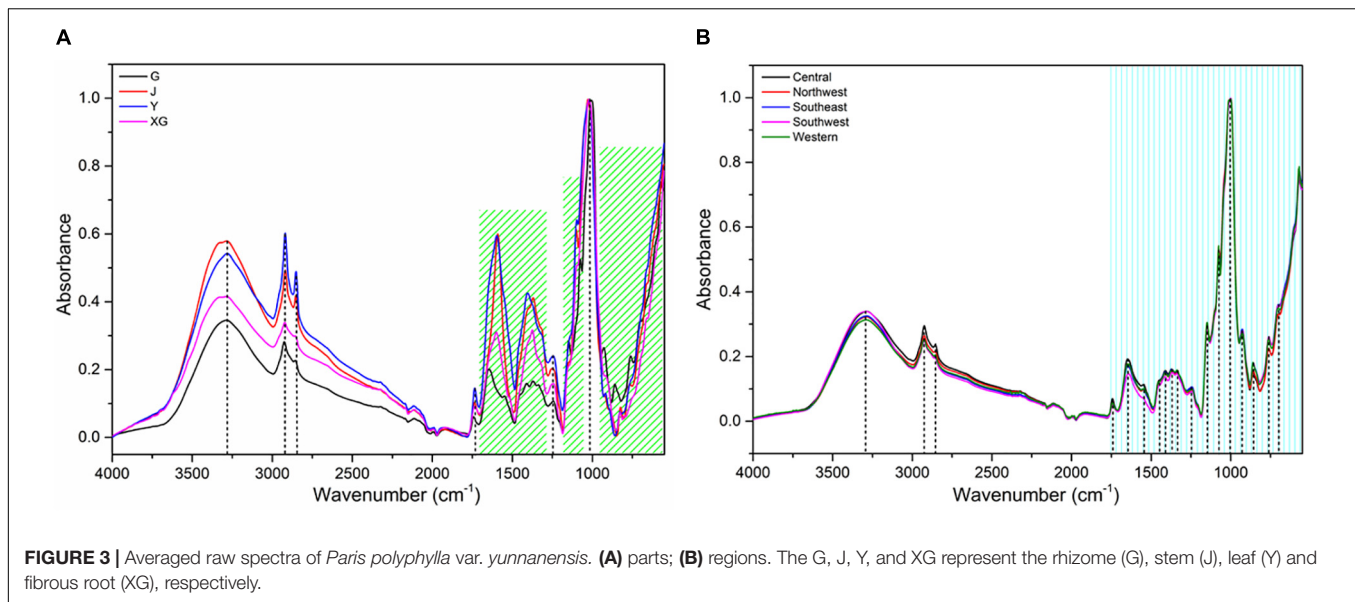 A
G
J
Y
XG
1.0
0.8
0.6
0.4
0.2
0.0
Absorbance
4000 3500 3000 2500 2000 1500 1000
Wavenumber (cm⁻¹)
B
Central
Northwest
Southeast
Southwest
Western
1.0
0.8
0.6
0.4
0.2
0.0
Absorbance
4000 3500 3000 2500 2000 1500 1000
Wavenumber (cm⁻¹)
FIGURE 3 | Averaged raw spectra of Paris polyphylla var. yunnanensis. (A) parts; (B) regions. The G, J, Y, and XG represent the rhizome (G), stem (J), leaf (Y) and
fibrous root (XG), respectively.